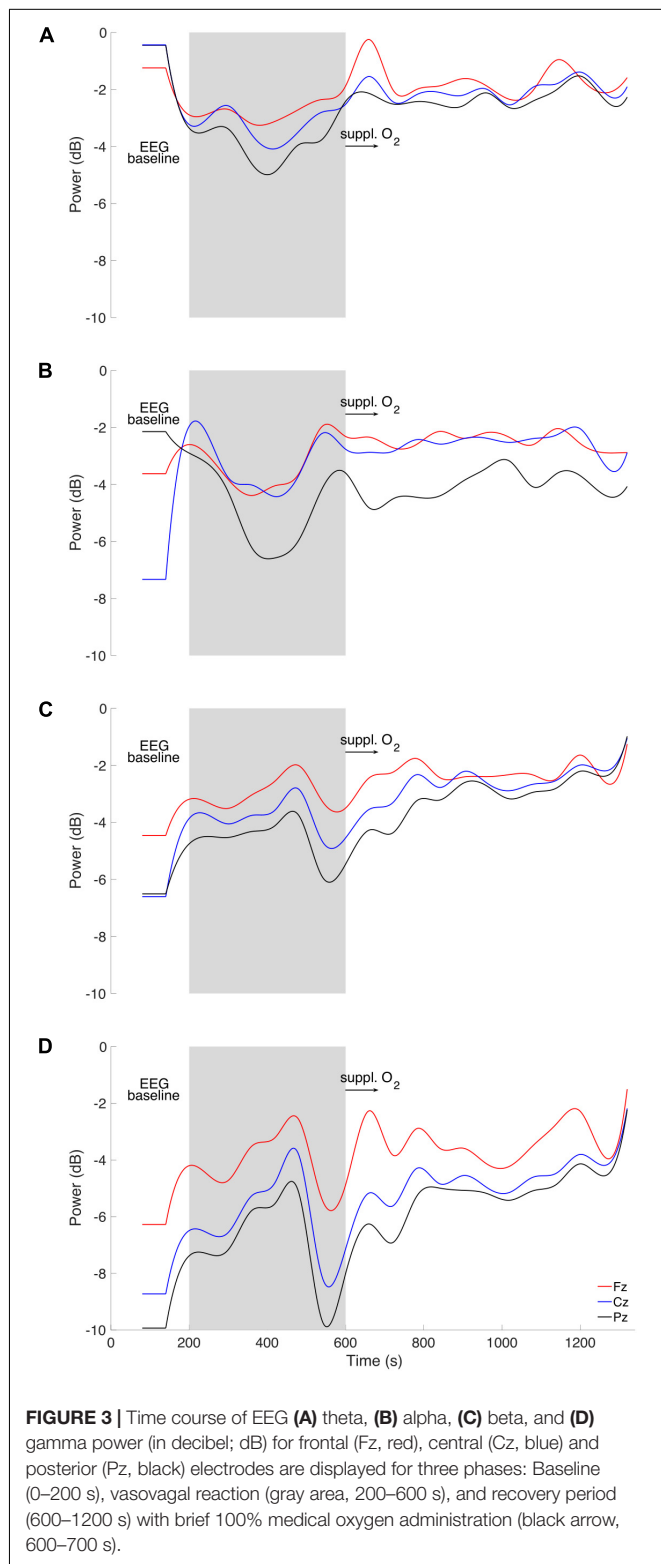 A
0
-2
-4
-6
-8
-10
Power (dB)
EEG
baseline
suppl. O2
B
0
-2
-4
-6
-8
-10
Power (dB)
EEG
baseline
suppl. O2
C
0
-2
-4
-6
-8
-10
Power (dB)
EEG
baseline
suppl. O2
D
0
-2
-4
-6
-8
-10
Power (dB)
EEG
baseline
suppl. O2
Fz
Cz
Pz
0 200 400 600 800 1000 1200
Time (s)
FIGURE 3 | Time course of EEG (A) theta, (B) alpha, (C) beta, and (D)
gamma power (in decibel; dB) for frontal (Fz, red), central (Cz, blue) and
posterior (Pz, black) electrodes are displayed for three phases: Baseline
(0–200 s), vasovagal reaction (gray area, 200–600 s), and recovery period
(600–1200 s) with brief 100% medical oxygen administration (black arrow,
600–700 s).